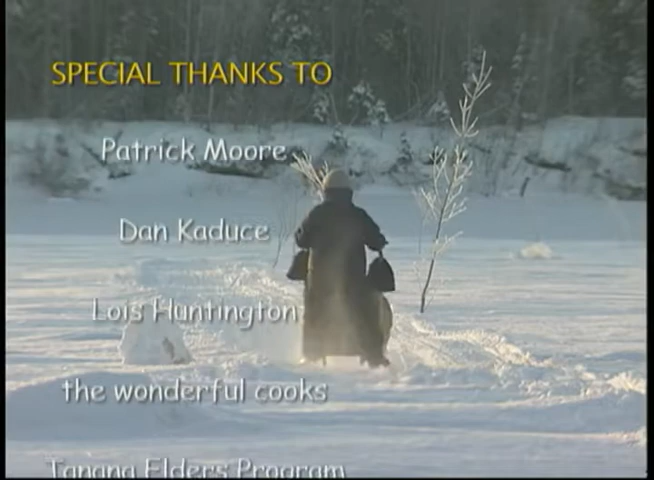 SPECIAL THANKS TO
Patrick Moore
Dan Kaduce
Lois Huntington
the wonderful cooks
Tanana Elders Program